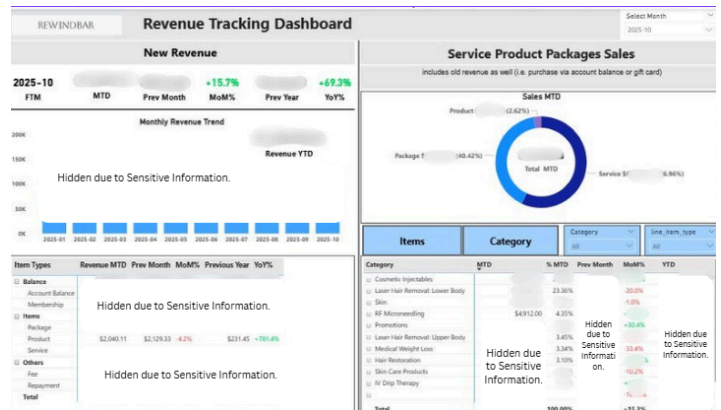 REWINDBAR
Revenue Tracking Dashboard
Select Month
2025-10
New Revenue
2025-10 +15.7% +69.3%
FTM MTD Prev Month MoM% Prev Year YoY%
Monthly Revenue Trend
Revenue YTD
200K
150K
100K
50K
0K
Hidden due to Sensitive Information.
2025-01 2025-02 2025-03 2025-04 2025-05 2025-06 2025-07 2025-08 2025-09 2025-10
Service Product Packages Sales
includes old revenue as well (i.e. purchase via account balance or gift card)
Sales MTD
Product (2.62%)
Package (40.42%)
Total MTD
Service 6.96%)
Items
Category
Category
All
line_item_type
All
Item Types Revenue MTD Prev Month MoM% Previous Year YoY%
Balance
Account Balance
Membership
Hidden due to Sensitive Information.
Items
Package
Product $2,040.11 $2,129.33 -4.2% $231.45 +781.4%
Service
Others
Fee
Repayment
Hidden due to Sensitive Information.
Total
Category MTD % MTD Prev Month MoM% YTD
Cosmetic Injectables
Laser Hair Removal: Lower Body 23.36% -20.0%
Skin -1.0%
RF Microneedling $4,912.00 4.35%
Promotions +30.4%
Laser Hair Removal: Upper Body 3.45%
Medical Weight Loss 3.34% -33.4%
Hair Restoration 3.10%
Skin Care Products -10.2%
IV Drip Therapy
Hidden due to Sensitive Information.
Hidden due to Sensitive Informati on.
Hidden due to Sensitive Information.
Total 100.00% +15.3%